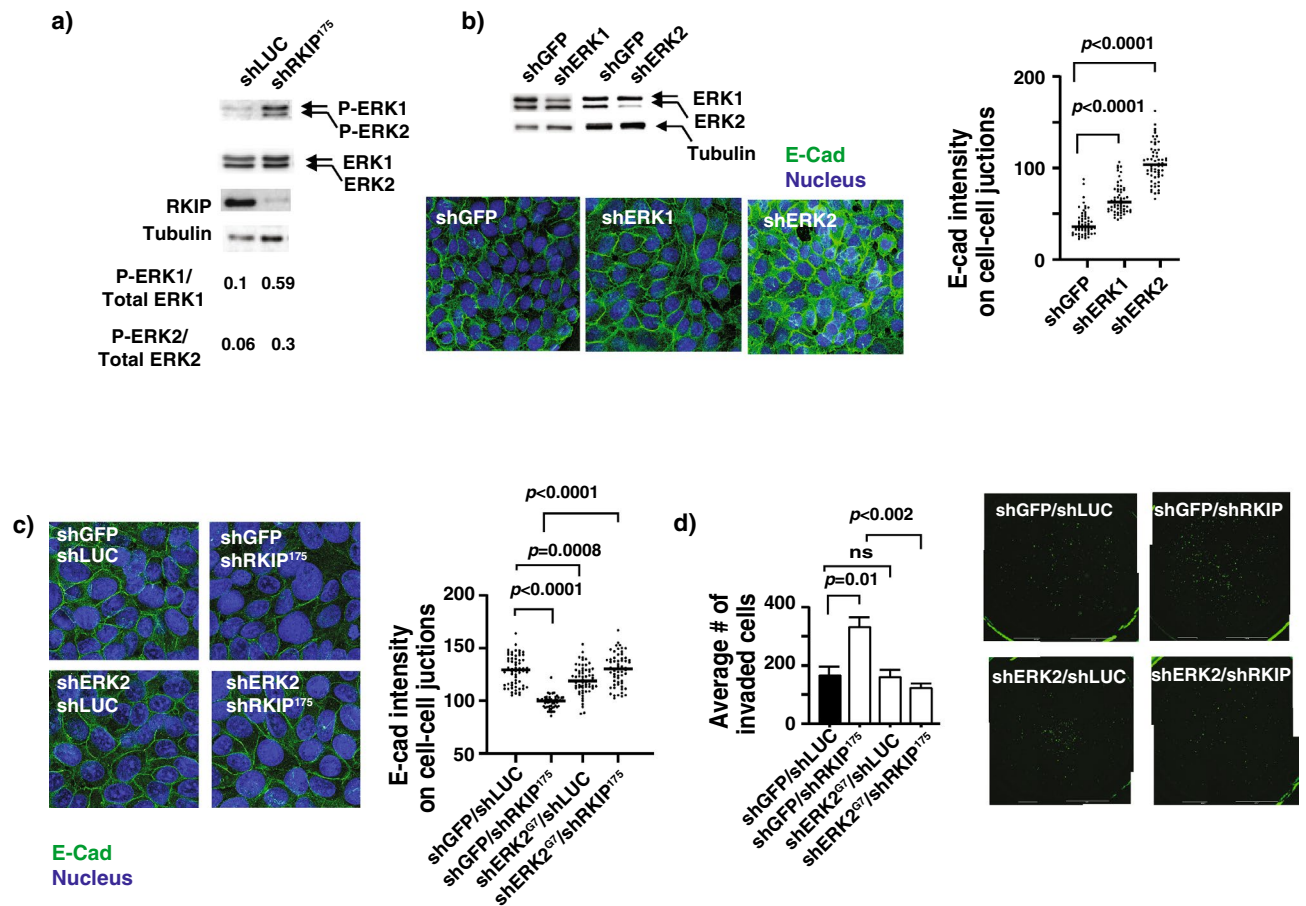 a)
shLUC
shRKIP¹⁷⁵
P-ERK1
P-ERK2
ERK1
ERK2
RKIP
Tubulin
P-ERK1/
Total ERK1
0.1 0.59
P-ERK2/
Total ERK2
0.06 0.3
b)
shGFP
shERK1
shGFP
shERK2
ERK1
ERK2
Tubulin
E-Cad
Nucleus
shGFP
shERK1
shERK2
p<0.0001
p<0.0001
200
100
0
E-cad intensity
on cell-cell juctions
shGFP
shERK1
shERK2
c)
shGFP
shLUC
shGFP
shRKIP¹⁷⁵
shERK2
shLUC
shERK2
shRKIP¹⁷⁵
E-Cad
Nucleus
p<0.0001
p=0.0008
p<0.0001
200
150
100
50
E-cad intensity
on cell-cell juctions
shGFP/shLUC
shGFP/shRKIP¹⁷⁵
shERK2ᴳ⁷/shLUC
shERK2ᴳ⁷/shRKIP¹⁷⁵
d)
p<0.002
ns
p=0.01
400
200
0
Average # of
invaded cells
shGFP/shLUC
shGFP/shRKIP¹⁷⁵
shERK2ᴳ⁷/shLUC
shERK2ᴳ⁷/shRKIP¹⁷⁵
shGFP/shLUC
shGFP/shRKIP
shERK2/shLUC
shERK2/shRKIP